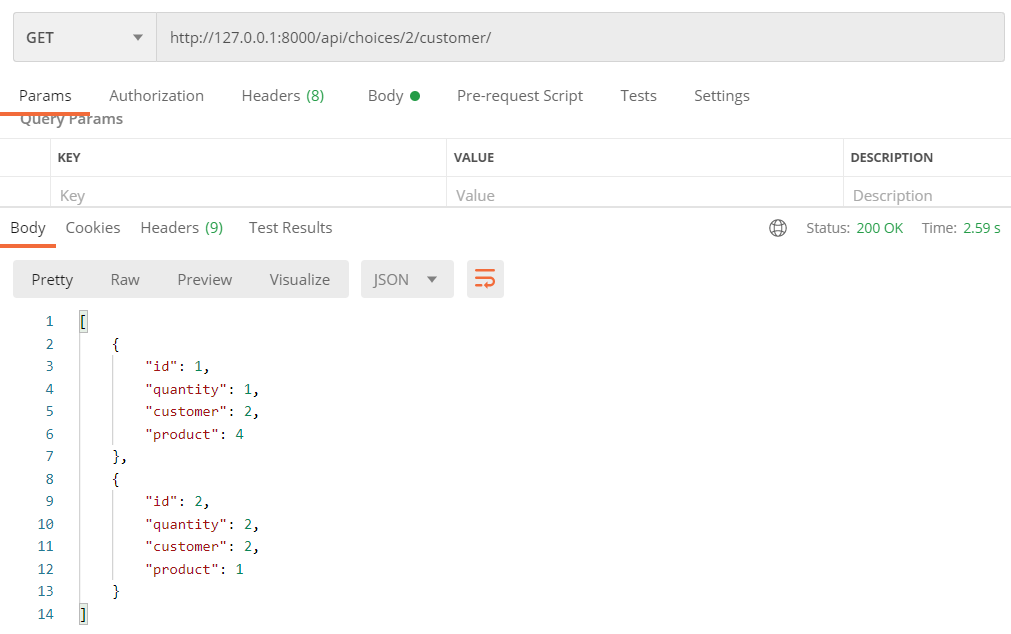 GET http://127.0.0.1:8000/api/choices/2/customer/
Params Authorization Headers (8) Body Pre-request Script Tests Settings
Query Params
KEY VALUE DESCRIPTION
Key Value Description
Body Cookies Headers (9) Test Results Status: 200 OK Time: 2.59 s
Pretty Raw Preview Visualize JSON
1 [
2 {
3 "id": 1,
4 "quantity": 1,
5 "customer": 2,
6 "product": 4
7 },
8 {
9 "id": 2,
10 "quantity": 2,
11 "customer": 2,
12 "product": 1
13 }
14 ]